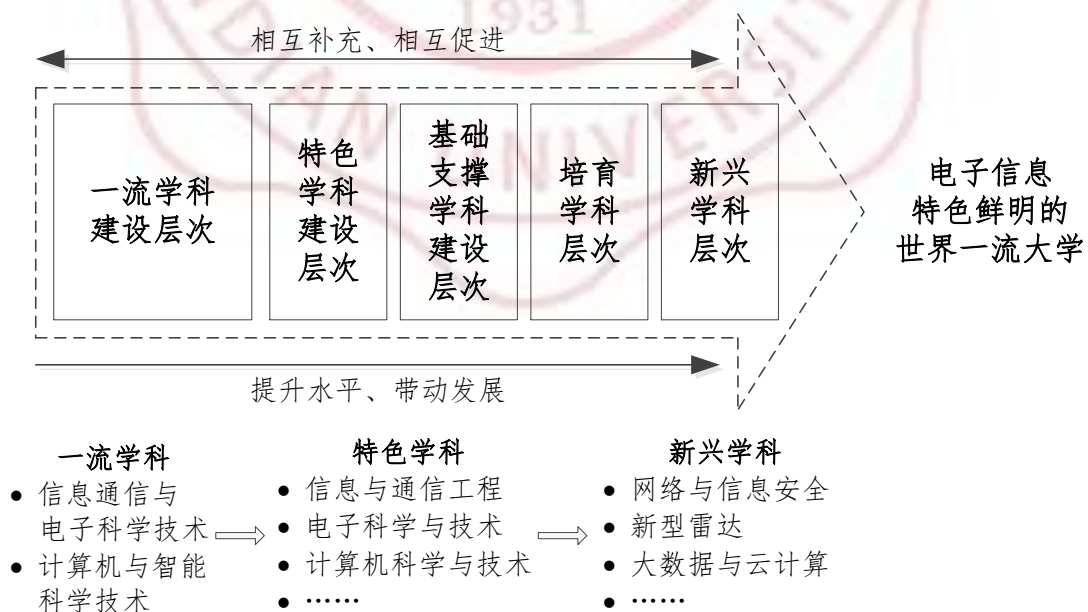 1931
DIAN UNIVERSIT
相互补充、相互促进
一流学科
建设层次
特色
学科
建设
层次
基础
支撑
学科
建设
层次
培育
学科
层次
新兴
学科
层次
电子信息
特色鲜明的
世界一流大学
提升水平、带动发展
一流学科
● 信息通信与
电子科学技术
● 计算机与智能
科学技术
特色学科
● 信息与通信工程
● 电子科学与技术
● 计算机科学与技术
● ……
新兴学科
● 网络与信息安全
● 新型雷达
● 大数据与云计算
● ……